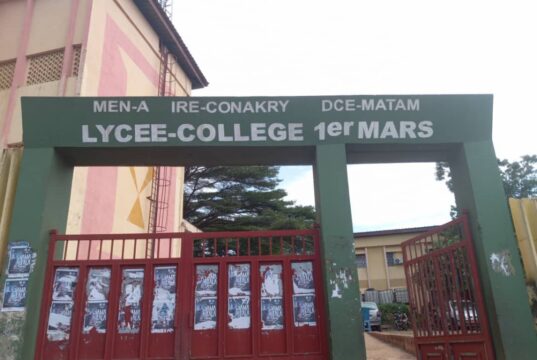 MEN-A IRE-CONAKRY DCE-MATAM
LYCEE-COLLEGE 1er MARS